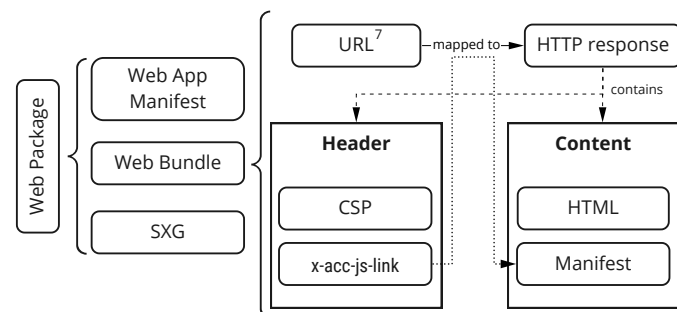 Web Package
Web App
Manifest
Web Bundle
SXG
URL7
mapped to
HTTP response
contains
Header
CSP
x-acc-js-link
Content
HTML
Manifest